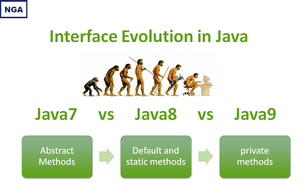 NGA
Interface Evolution in Java
Java7 vs Java8 vs Java9
Abstract Methods
Default and static methods
private methods